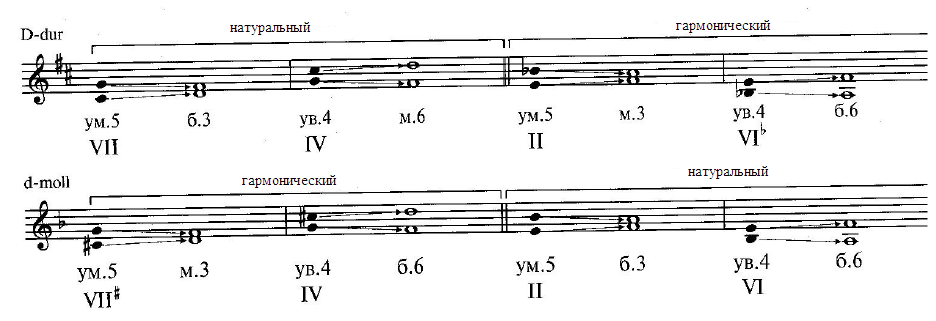 натуральный гармонический
D-dur
ум.5 б.3 ув.4 м.6 ум.5 м.3 ув.4 б.6
VII IV II VI♭
гармонический натуральный
d-moll
ум.5 м.3 ув.4 б.6 ум.5 б.3 ув.4 б.6
VII♯ IV II VI